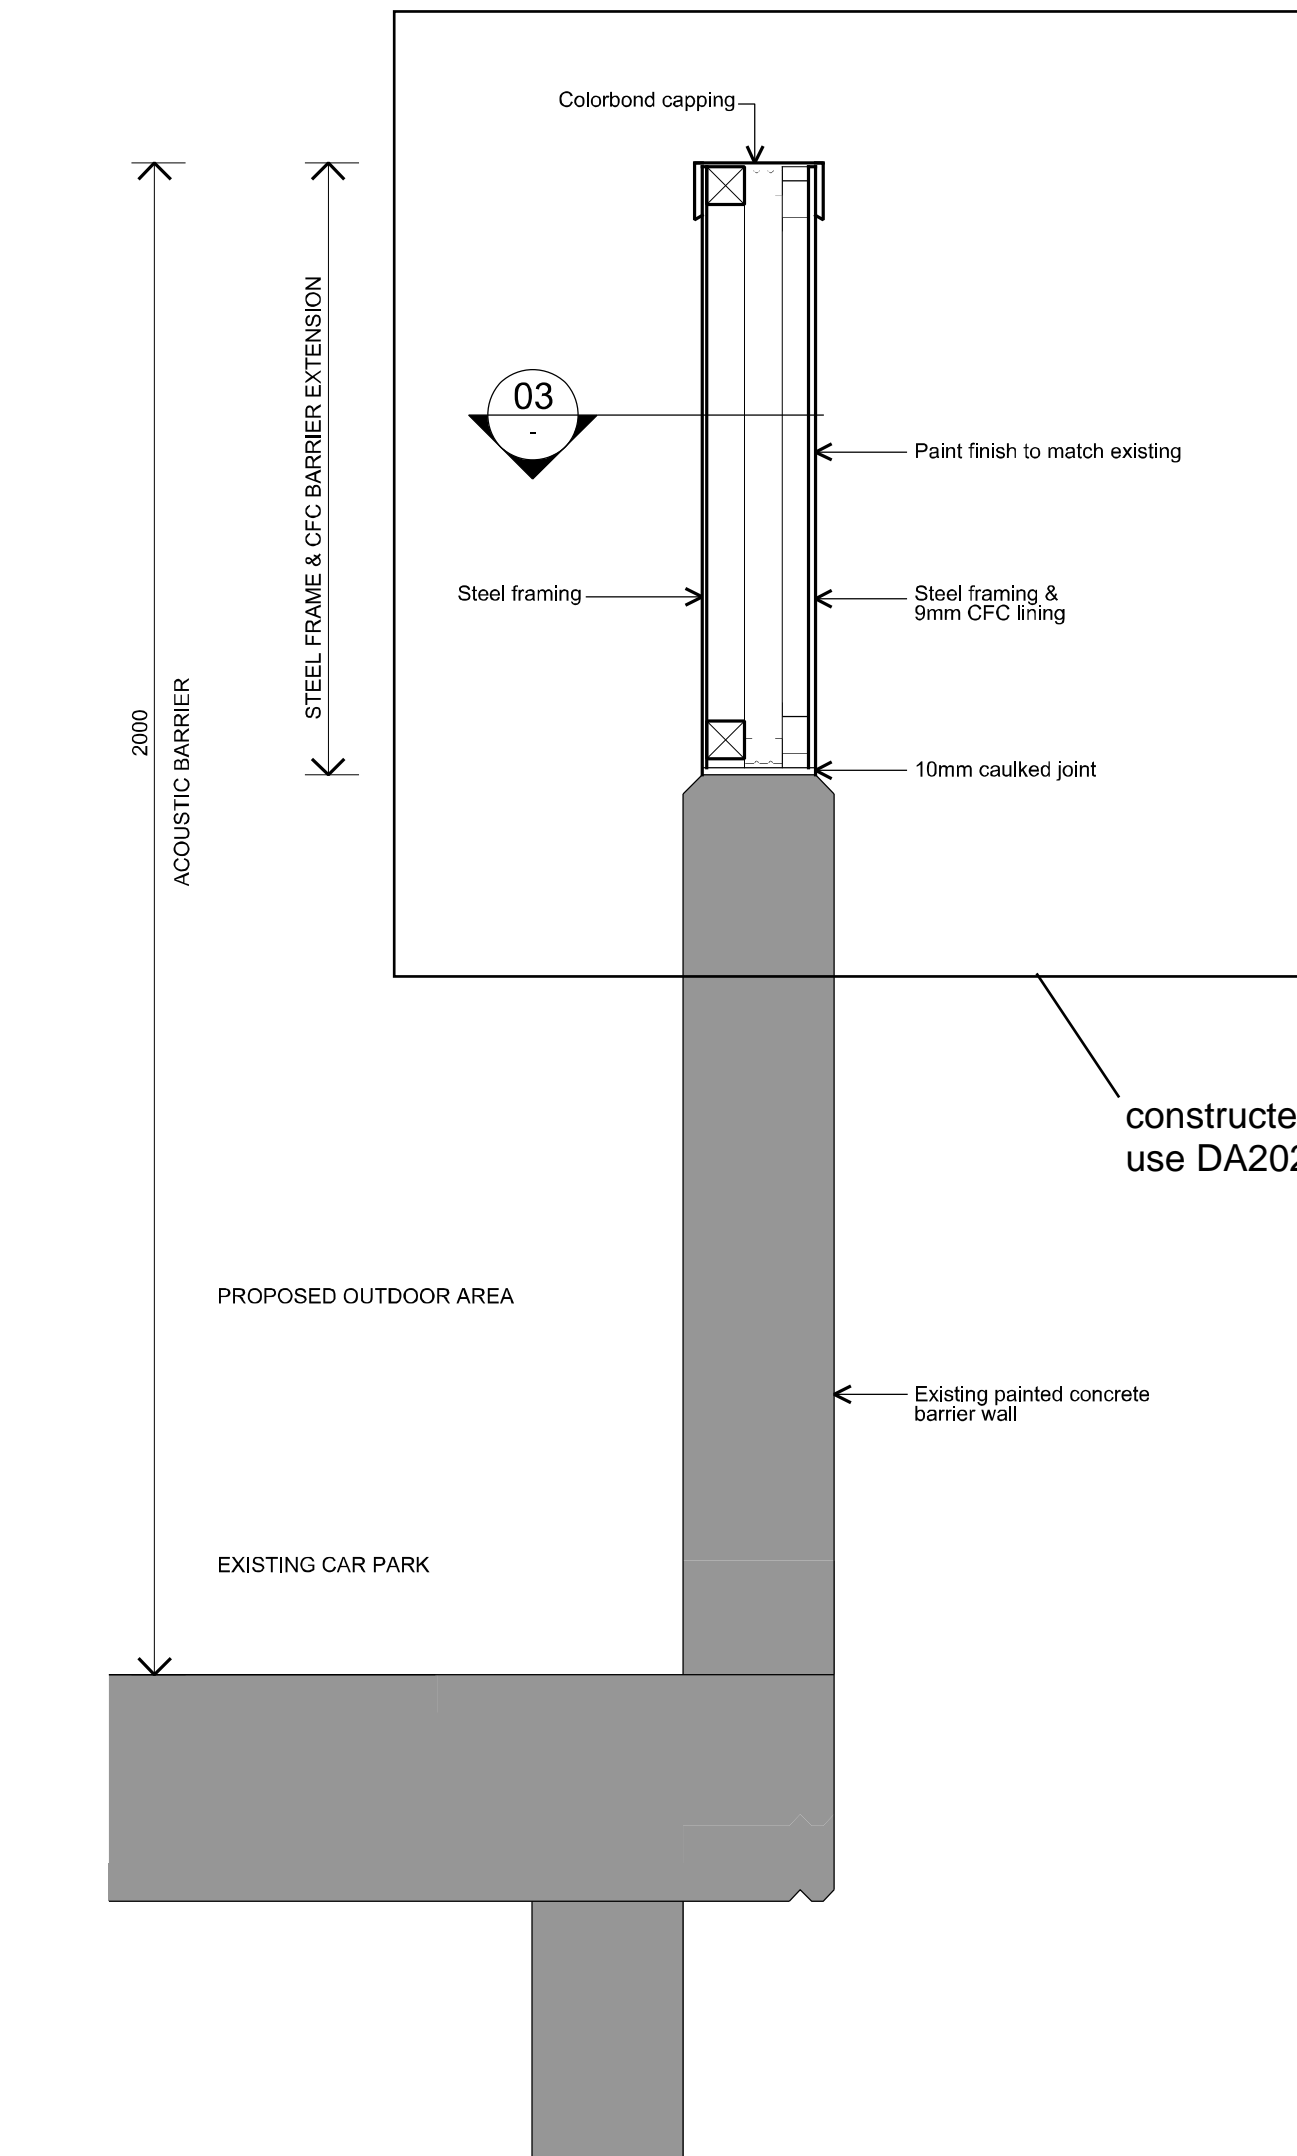 Colorbond capping
STEEL FRAME & CFC BARRIER EXTENSION
03
-
Paint finish to match existing
Steel framing
Steel framing &
9mm CFC lining
2000
ACOUSTIC BARRIER
10mm caulked joint
constructe
use DA202
PROPOSED OUTDOOR AREA
Existing painted concrete
barrier wall
EXISTING CAR PARK